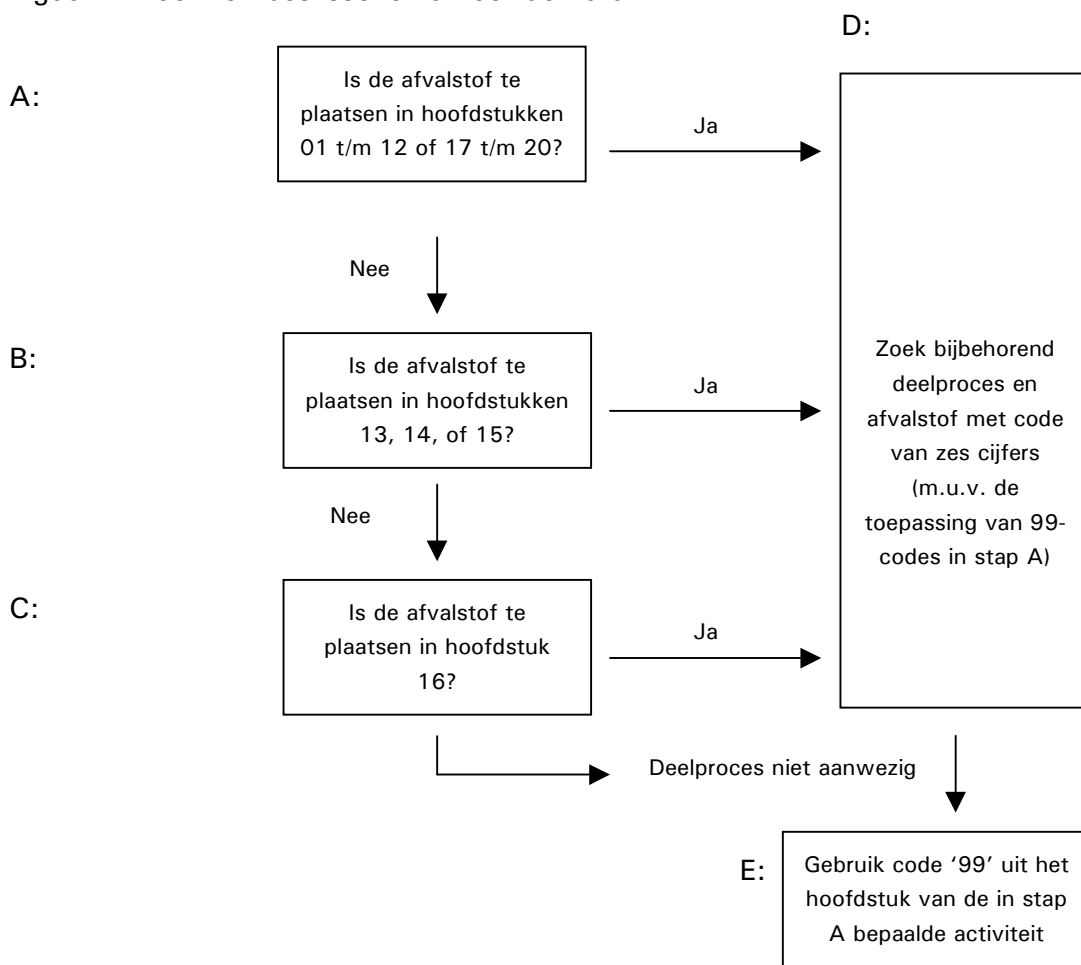 D:
A:
Is de afvalstof te
plaatsen in hoofdstukken
01 t/m 12 of 17 t/m 20?
Ja
Nee
B:
Is de afvalstof te
plaatsen in hoofdstukken
13, 14, of 15?
Ja
Zoek bijbehorend
deelproces en
afvalstof met code
van zes cijfers
(m.u.v. de
toepassing van 99-
codes in stap A)
Nee
C:
Is de afvalstof te
plaatsen in hoofdstuk
16?
Ja
Deelproces niet aanwezig
E:
Gebruik code ‘99’ uit het
hoofdstuk van de in stap
A bepaalde activiteit